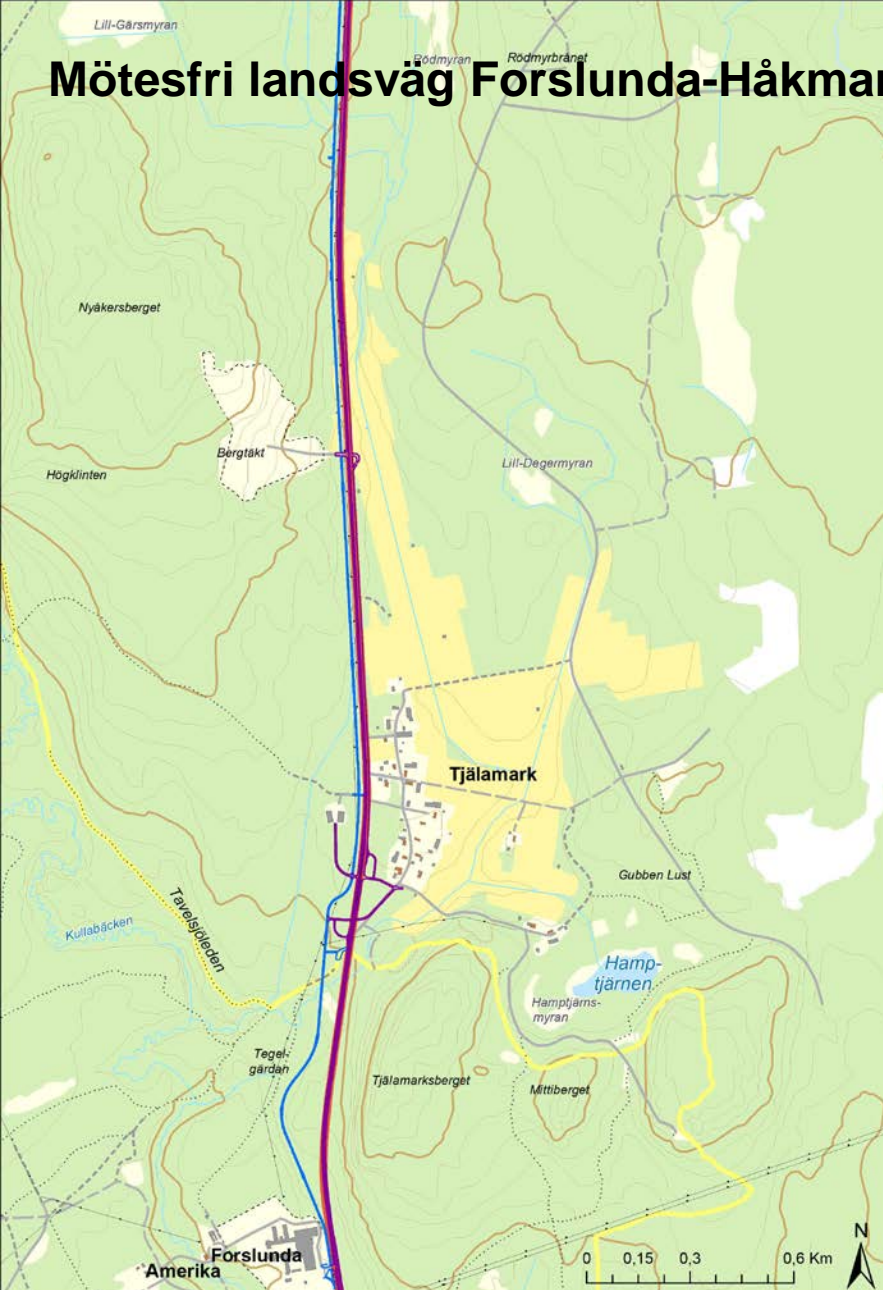 Lill-Gärsmyran
Rödmyran
Rödmyrbränet
Mötesfri landsväg Forslunda-Håkmar
Nyåkersberget
Bergtäkt
Högklinten
Lill-Degermyran
Tjälamark
Gubben Lust
Tavelsjöleden
Kullabäcken
Hamp-
tjärnen
Hamptjärns-
myran
Tegel-
gärdan
Tjälamarksberget
Mittiberget
Forslunda
Amerika
N
0 0,15 0,3 0,6 Km